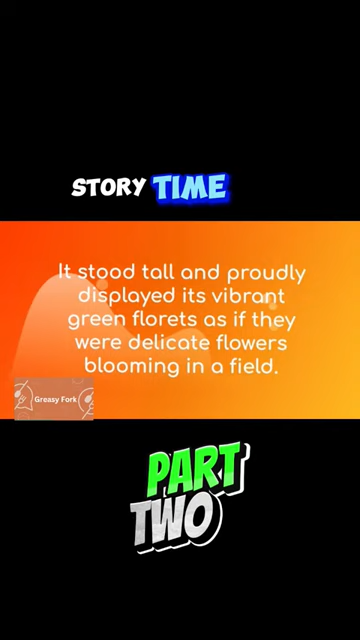 STORY TIME
It stood tall and proudly
displayed its vibrant
green florets as if they
were delicate flowers
blooming in a field.
Greasy Fork
PART
TWO